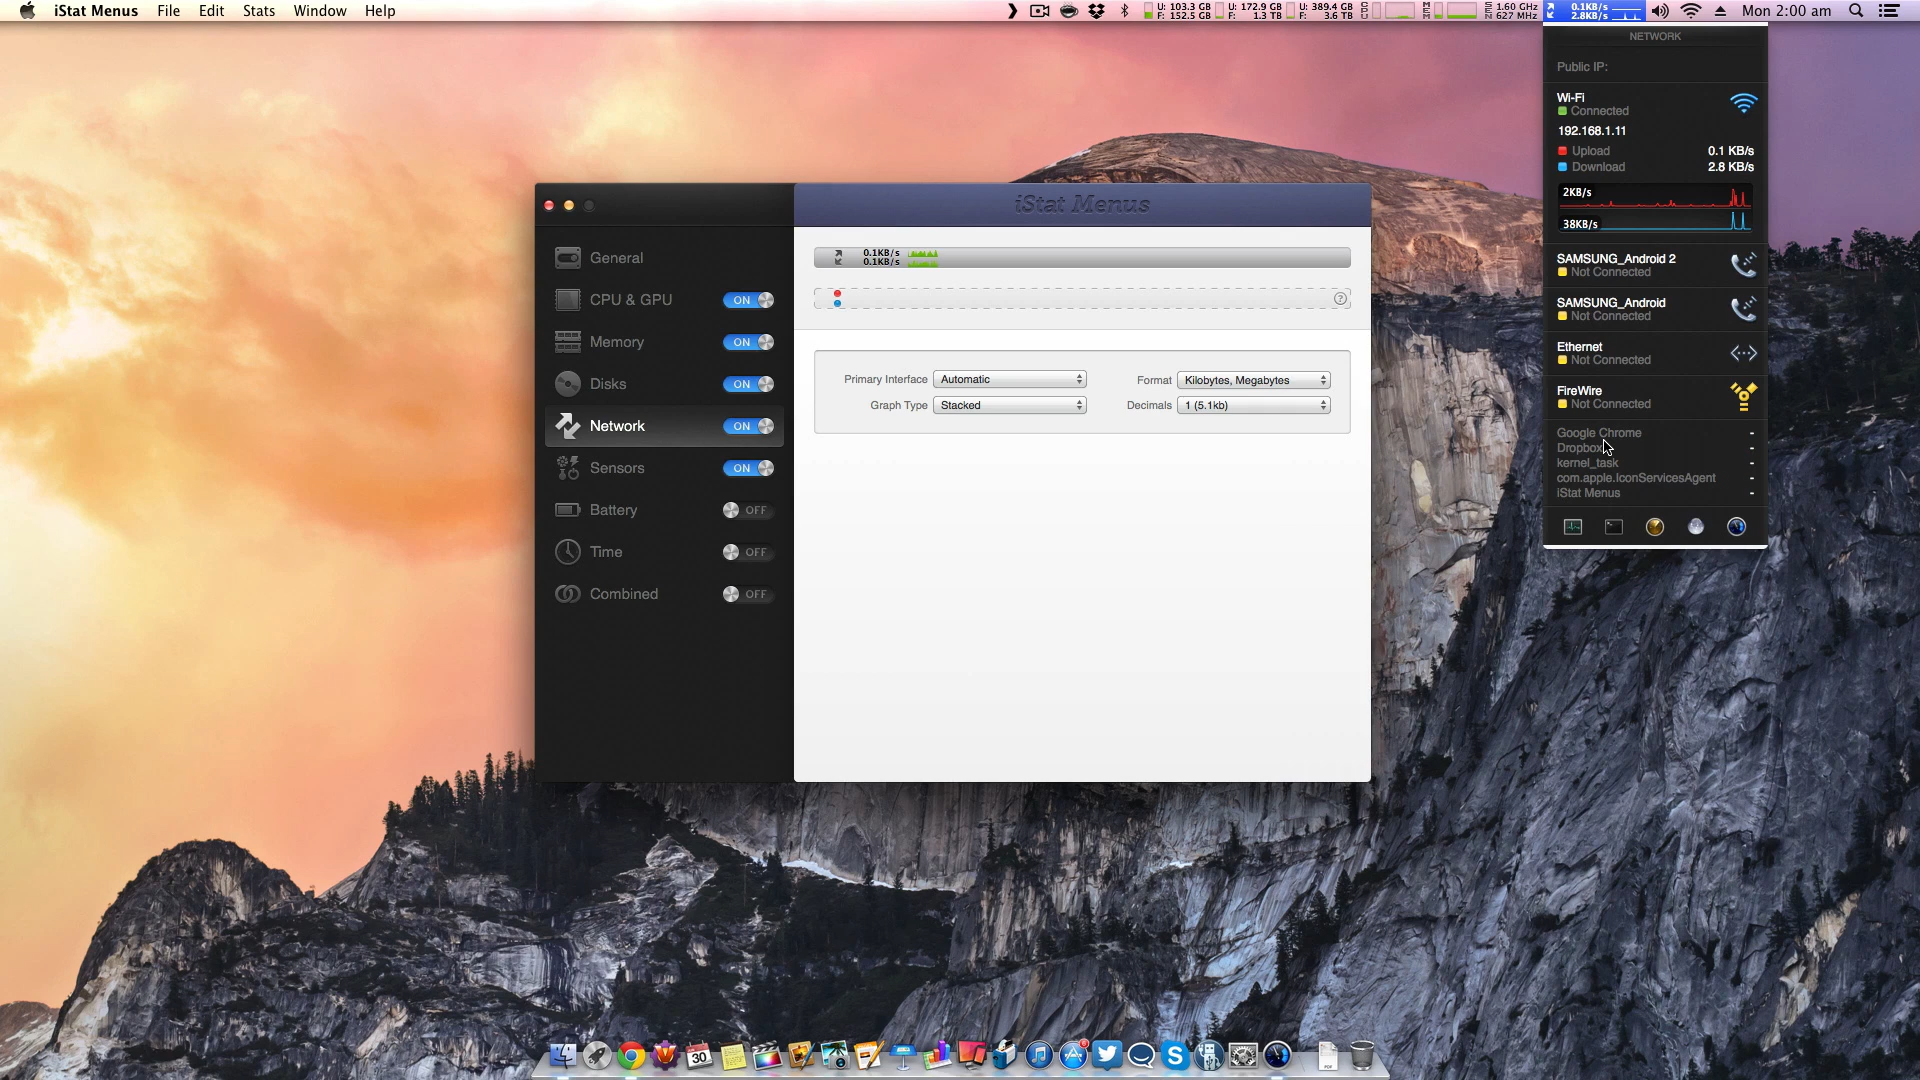 iStat Menus File Edit Stats Window Help
U: 103.3 GB U: 172.9 GB U: 389.4 GB CPU MEM SEN 1.60 GHz 0.1KB/s Mon 2:00 am
F: 152.5 GB F: 1.3 TB F: 3.6 TB 627 MHz 2.8KB/s
NETWORK
Public IP:
Wi-Fi
Connected
192.168.1.11
Upload 0.1 KB/s
Download 2.8 KB/s
2KB/s
38KB/s
SAMSUNG_Android 2
Not Connected
SAMSUNG_Android
Not Connected
Ethernet
Not Connected
FireWire
Not Connected
Google Chrome -
Dropbox -
kernel_task -
com.apple.IconServicesAgent -
iStat Menus -
iStat Menus
General
CPU & GPU ON
Memory ON
Disks ON
Network ON
Sensors ON
Battery OFF
Time OFF
Combined OFF
0.1KB/s
0.1KB/s
?
Primary Interface Automatic Format Kilobytes, Megabytes
Graph Type Stacked Decimals 1 (5.1kb)
30
S